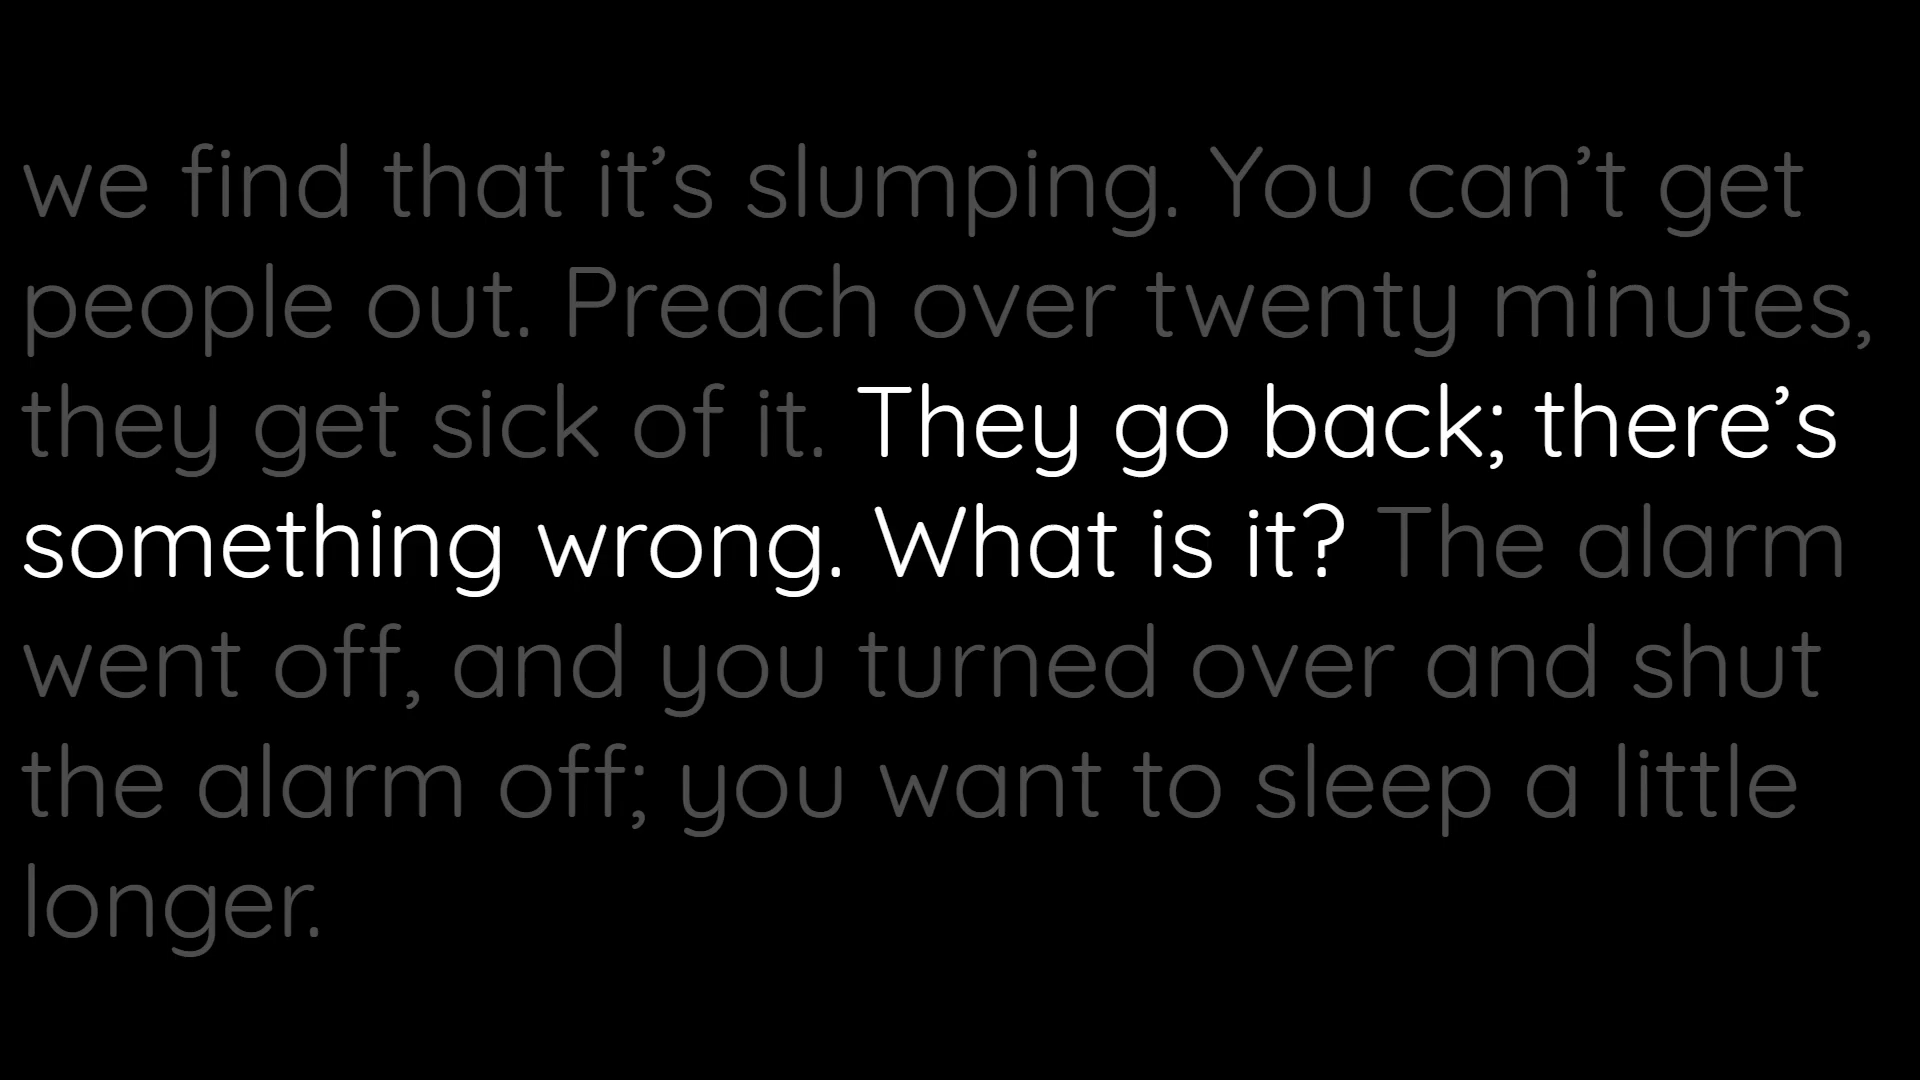 we find that it’s slumping. You can’t get
people out. Preach over twenty minutes,
they get sick of it. They go back; there’s
something wrong. What is it? The alarm
went off, and you turned over and shut
the alarm off; you want to sleep a little
longer.